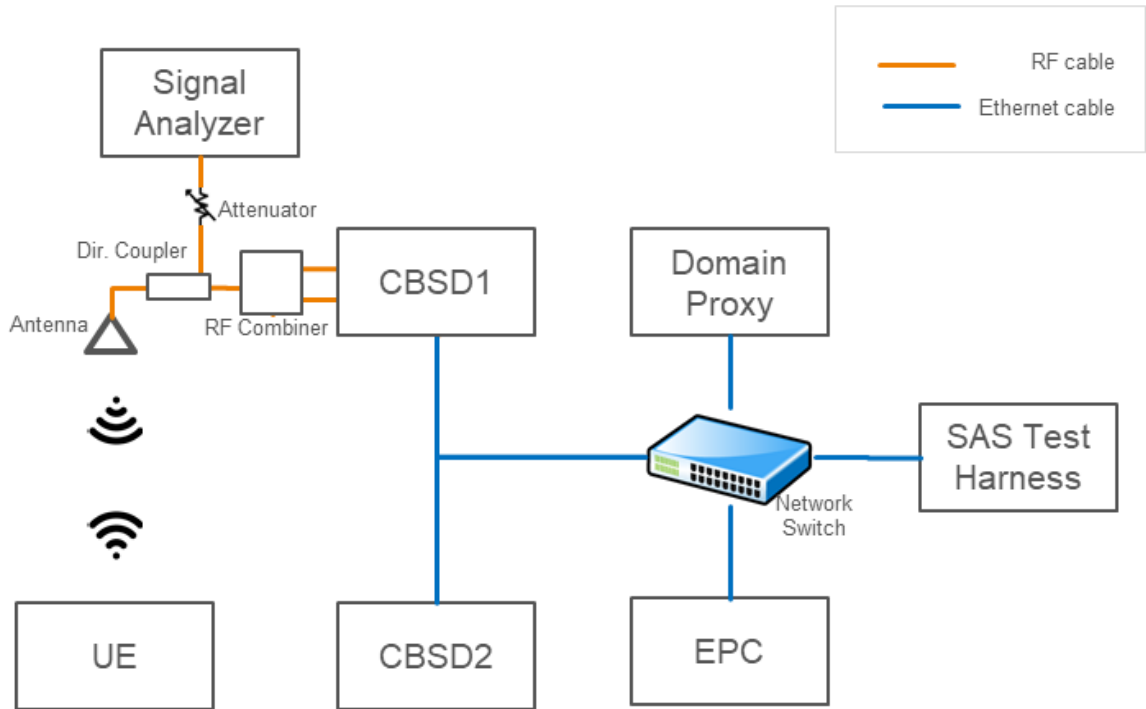 Signal
Analyzer
RF cable
Ethernet cable
Attenuator
Dir. Coupler
CBSD1
Domain
Proxy
Antenna
RF Combiner
SAS Test
Harness
Network
Switch
UE
CBSD2
EPC